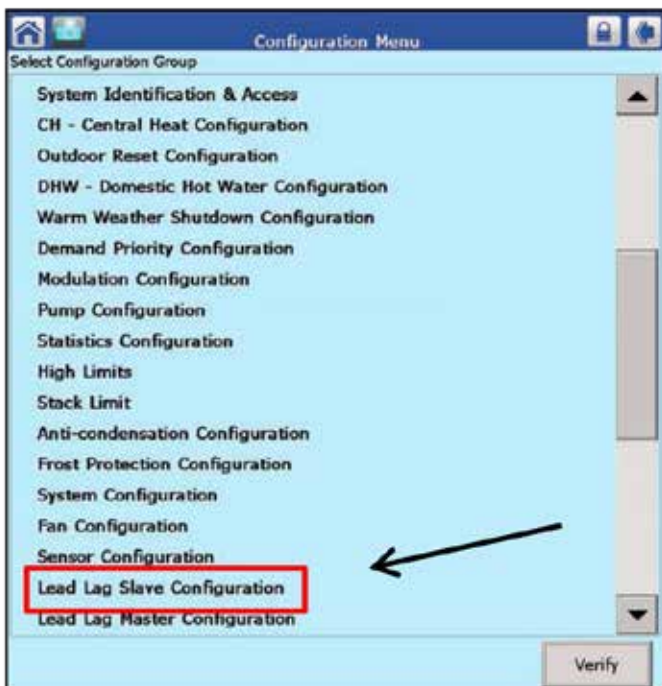 Configuration Menu
Select Configuration Group
System Identification & Access
CH - Central Heat Configuration
Outdoor Reset Configuration
DHW - Domestic Hot Water Configuration
Warm Weather Shutdown Configuration
Demand Priority Configuration
Modulation Configuration
Pump Configuration
Statistics Configuration
High Limits
Stack Limit
Anti-condensation Configuration
Frost Protection Configuration
System Configuration
Fan Configuration
Sensor Configuration
Lead Lag Slave Configuration
Lead Lag Master Configuration
Verify